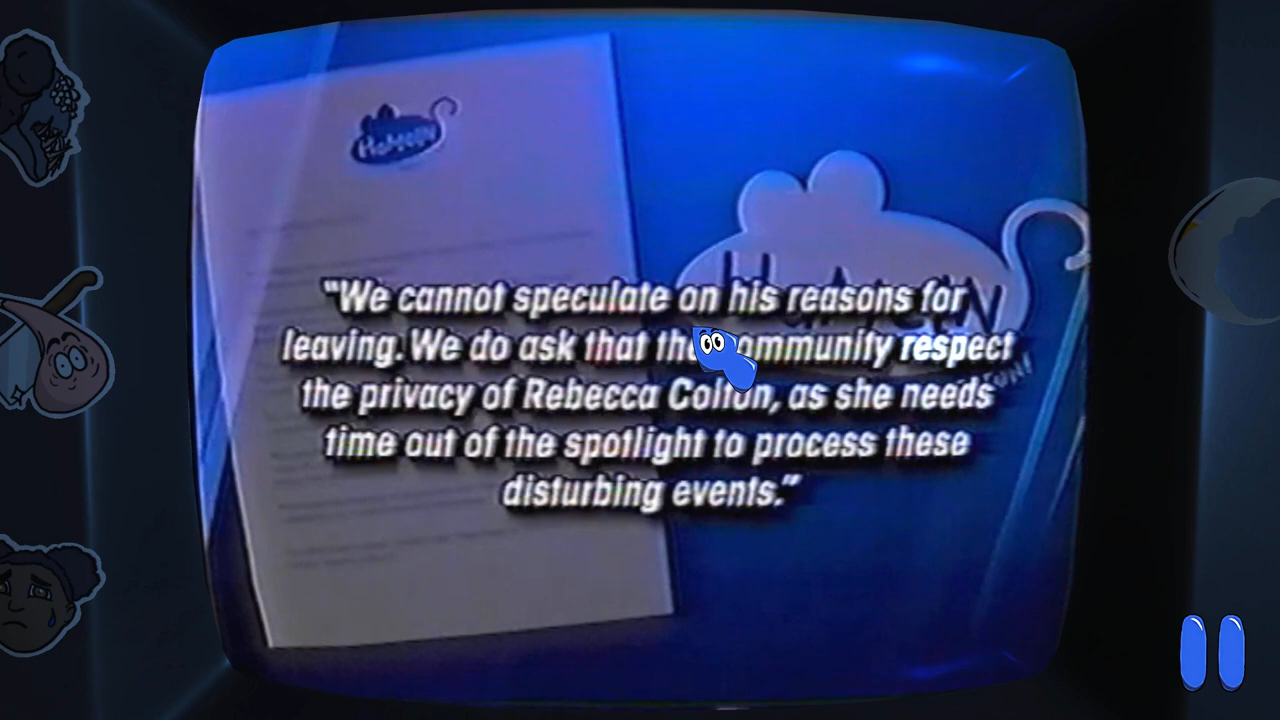 "We cannot speculate on his reasons for
leaving. We do ask that the community respect
the privacy of Rebecca Colton, as she needs
time out of the spotlight to process these
disturbing events."